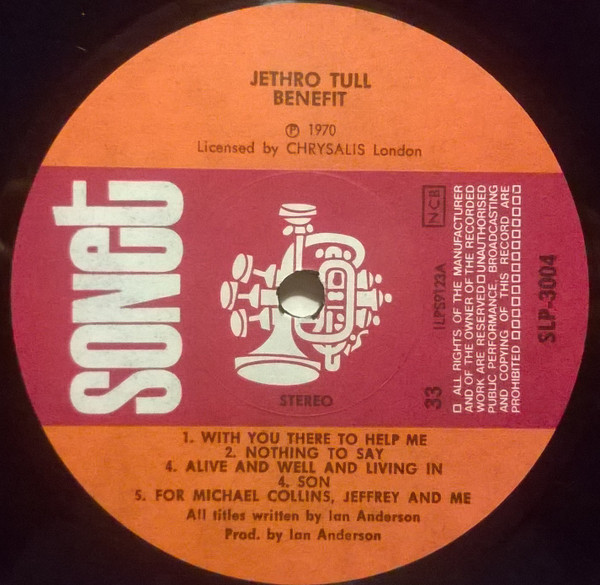 JETHRO TULL
BENEFIT
℗ 1970
Licensed by CHRYSALIS London
SONET
STEREO
33
ILPS9123A
NCB
□ ALL RIGHTS OF THE MANUFACTURER
AND OF THE OWNER OF THE RECORDED
WORK ARE RESERVED □ UNAUTHORISED
PUBLIC PERFORMANCE, BROADCASTING
AND COPYING OF THIS RECORD ARE
PROHIBITED □□□□□□□□□□□□□□
SLP-3004
1. WITH YOU THERE TO HELP ME
2. NOTHING TO SAY
4. ALIVE AND WELL AND LIVING IN
4. SON
5. FOR MICHAEL COLLINS, JEFFREY AND ME
All titles written by Ian Anderson
Prod. by Ian Anderson